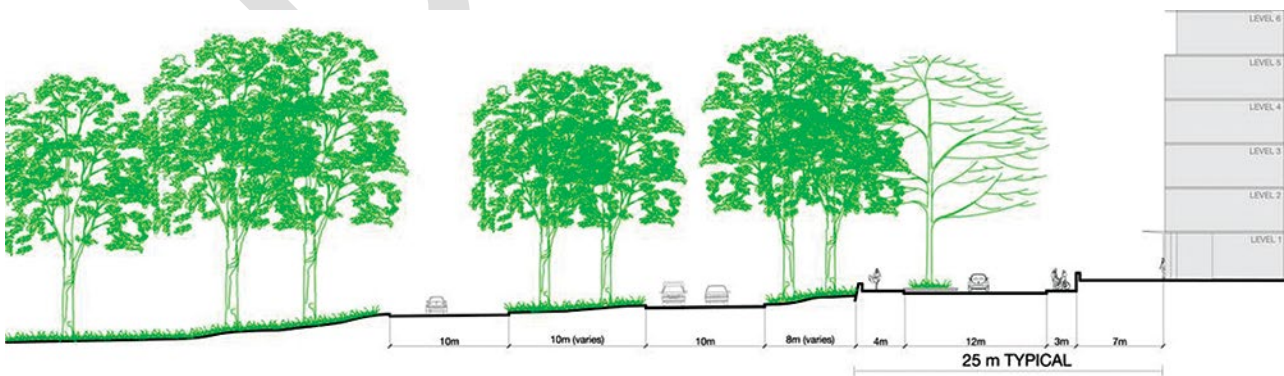 LEVEL 6
LEVEL 5
LEVEL 4
LEVEL 3
LEVEL 2
LEVEL 1
10m 10m (varies) 10m 8m (varies) 4m 12m 3m 7m
25 m TYPICAL